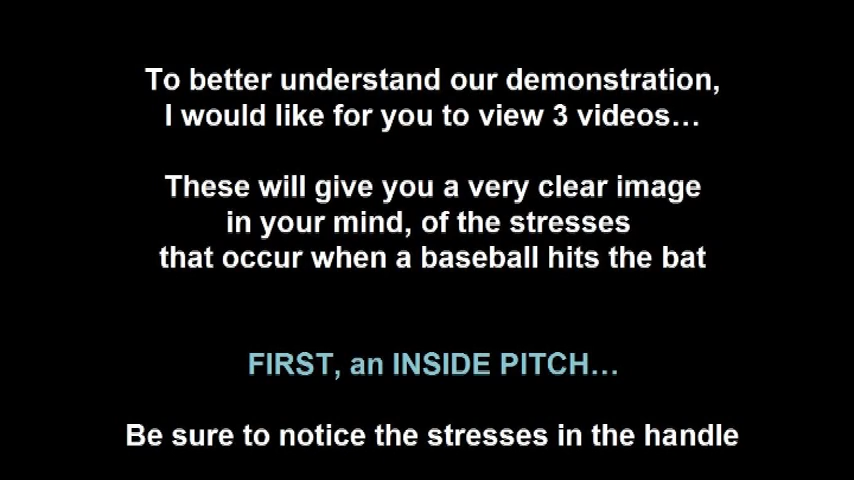 To better understand our demonstration,
I would like for you to view 3 videos…
These will give you a very clear image
in your mind, of the stresses
that occur when a baseball hits the bat
FIRST, an INSIDE PITCH…
Be sure to notice the stresses in the handle